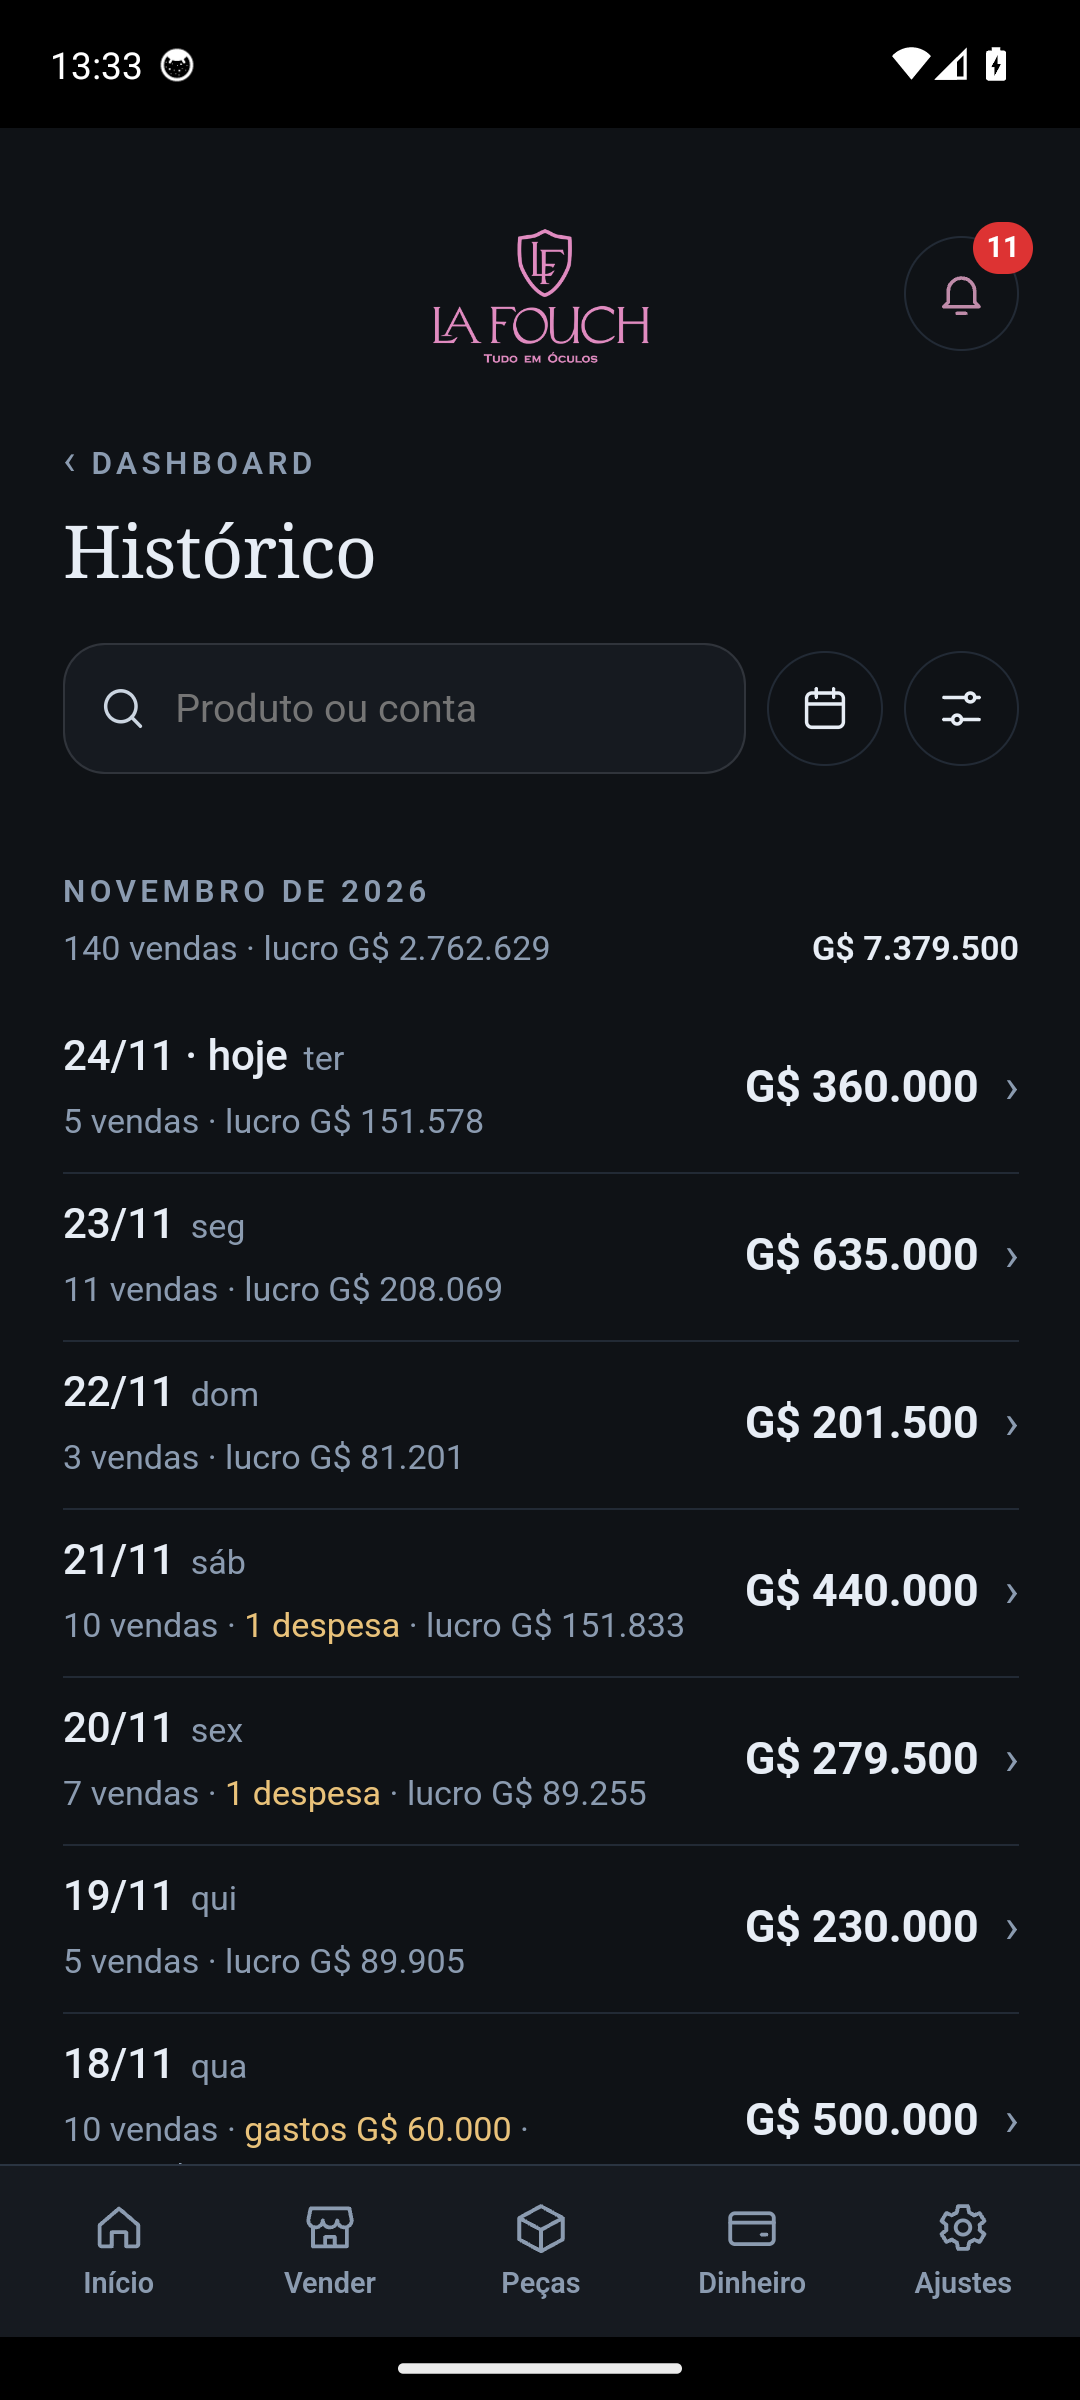 13:33
11
LF
LA FOUCH
TUDO EM ÓCULOS
‹ DASHBOARD
Histórico
Produto ou conta
NOVEMBRO DE 2026
140 vendas · lucro G$ 2.762.629
G$ 7.379.500
24/11 · hoje ter
5 vendas · lucro G$ 151.578
G$ 360.000 ›
23/11 seg
11 vendas · lucro G$ 208.069
G$ 635.000 ›
22/11 dom
3 vendas · lucro G$ 81.201
G$ 201.500 ›
21/11 sáb
10 vendas · 1 despesa · lucro G$ 151.833
G$ 440.000 ›
20/11 sex
7 vendas · 1 despesa · lucro G$ 89.255
G$ 279.500 ›
19/11 qui
5 vendas · lucro G$ 89.905
G$ 230.000 ›
18/11 qua
10 vendas · gastos G$ 60.000 ·
G$ 500.000 ›
Início
Vender
Peças
Dinheiro
Ajustes